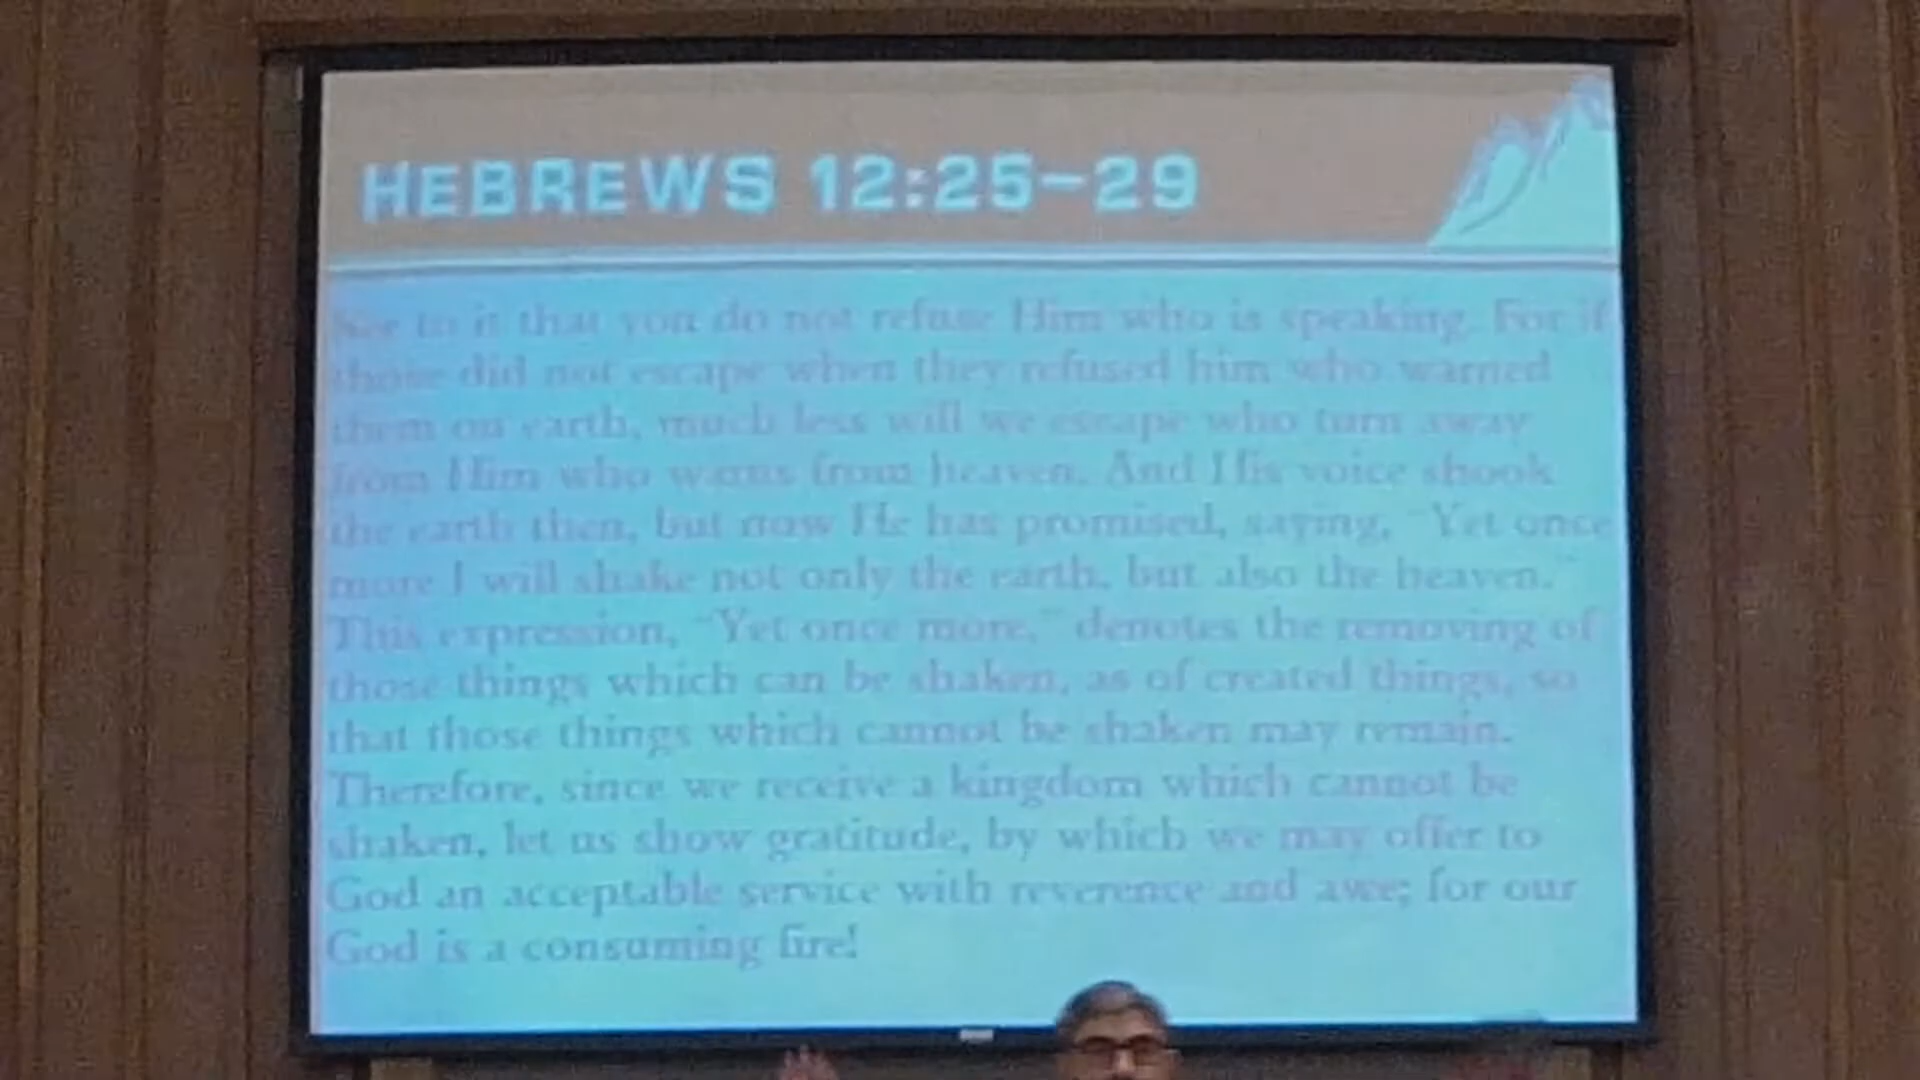 HEBREWS 12:25-29
See to it that you do not refuse Him who is speaking. For if
those did not escape when they refused him who warned
them on earth, much less will we escape who turn away
from Him who warns from heaven. And His voice shook
the earth then, but now He has promised, saying, "Yet once
more I will shake not only the earth, but also the heaven."
This expression, "Yet once more," denotes the removing of
those things which can be shaken, as of created things, so
that those things which cannot be shaken may remain.
Therefore, since we receive a kingdom which cannot be
shaken, let us show gratitude, by which we may offer to
God an acceptable service with reverence and awe; for our
God is a consuming fire!